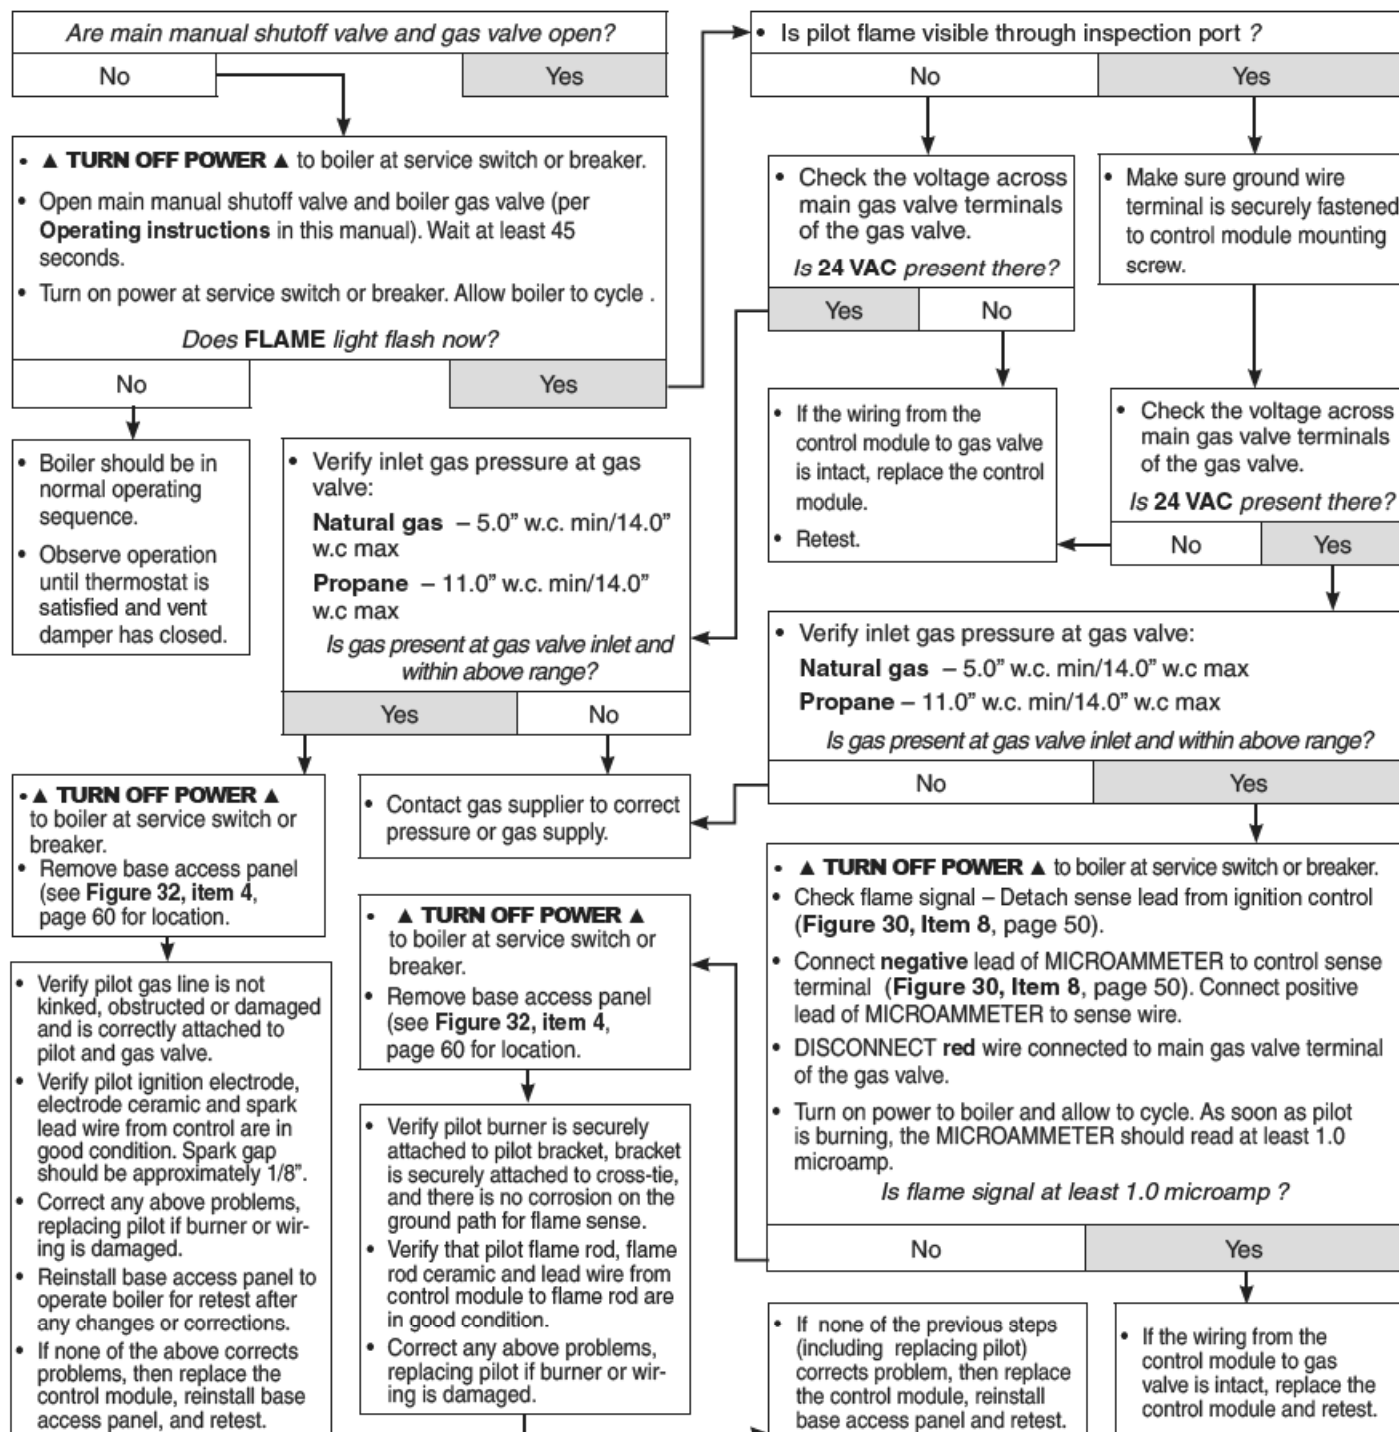 Are main manual shutoff valve and gas valve open?
No
Yes
▲ TURN OFF POWER ▲ to boiler at service switch or breaker.
Open main manual shutoff valve and boiler gas valve (per
Operating instructions in this manual). Wait at least 45
seconds.
Turn on power at service switch or breaker. Allow boiler to cycle .
Does FLAME light flash now?
No
Yes
• Boiler should be in
normal operating
sequence.
• Observe operation
until thermostat is
satisfied and vent
damper has closed.
• Is pilot flame visible through inspection port ?
No
Yes
• Check the voltage across
main gas valve terminals
of the gas valve.
Is 24 VAC present there?
Yes
No
• Make sure ground wire
terminal is securely fastened
to control module mounting
screw.
• If the wiring from the
control module to gas valve
is intact, replace the control
module.
• Retest.
• Check the voltage across
main gas valve terminals
of the gas valve.
Is 24 VAC present there?
No
Yes
• Verify inlet gas pressure at gas
valve:
Natural gas – 5.0” w.c. min/14.0”
w.c max
Propane – 11.0” w.c. min/14.0”
w.c max
Is gas present at gas valve inlet and
within above range?
Yes
No
• Verify inlet gas pressure at gas valve:
Natural gas – 5.0” w.c. min/14.0” w.c max
Propane – 11.0” w.c. min/14.0” w.c max
Is gas present at gas valve inlet and within above range?
No
Yes
• ▲ TURN OFF POWER ▲
to boiler at service switch or
breaker.
• Remove base access panel
(see Figure 32, item 4,
page 60 for location.
• Contact gas supplier to correct
pressure or gas supply.
• Verify pilot gas line is not
kinked, obstructed or damaged
and is correctly attached to
pilot and gas valve.
• Verify pilot ignition electrode,
electrode ceramic and spark
lead wire from control are in
good condition. Spark gap
should be approximately 1/8”.
• Correct any above problems,
replacing pilot if burner or wir-
ing is damaged.
• Reinstall base access panel to
operate boiler for retest after
any changes or corrections.
• If none of the above corrects
problems, then replace the
control module, reinstall base
access panel, and retest.
• ▲ TURN OFF POWER ▲
to boiler at service switch or
breaker.
• Remove base access panel
(see Figure 32, item 4,
page 60 for location.
• Verify pilot burner is securely
attached to pilot bracket, bracket
is securely attached to cross-tie,
and there is no corrosion on the
ground path for flame sense.
• Verify that pilot flame rod, flame
rod ceramic and lead wire from
control module to flame rod are
in good condition.
• Correct any above problems,
replacing pilot if burner or wir-
ing is damaged.
• ▲ TURN OFF POWER ▲ to boiler at service switch or breaker.
• Check flame signal – Detach sense lead from ignition control
(Figure 30, Item 8, page 50).
• Connect negative lead of MICROAMMETER to control sense
terminal (Figure 30, Item 8, page 50). Connect positive
lead of MICROAMMETER to sense wire.
• DISCONNECT red wire connected to main gas valve terminal
of the gas valve.
• Turn on power to boiler and allow to cycle. As soon as pilot
is burning, the MICROAMMETER should read at least 1.0
microamp.
Is flame signal at least 1.0 microamp ?
No
Yes
• If none of the previous steps
(including replacing pilot)
corrects problem, then replace
the control module, reinstall
base access panel and retest.
• If the wiring from the
control module to gas
valve is intact, replace the
control module and retest.